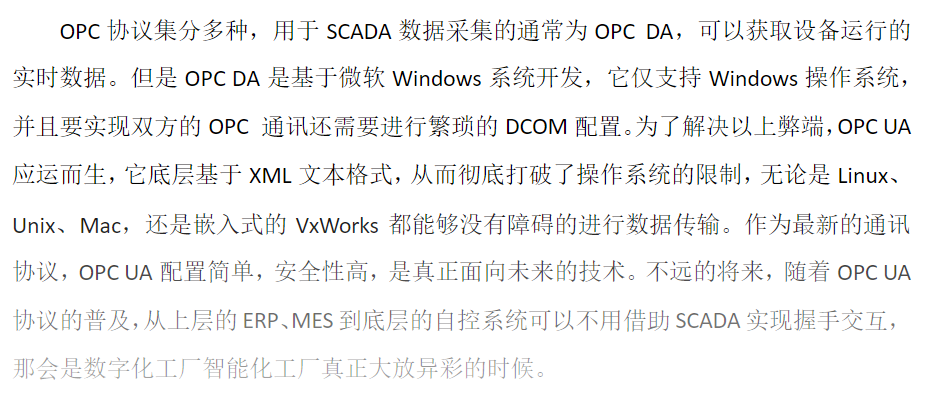 OPC 协议集分多种，用于 SCADA 数据采集的通常为 OPC DA，可以获取设备运行的
实时数据。但是 OPC DA 是基于微软 Windows 系统开发，它仅支持 Windows 操作系统，
并且要实现双方的 OPC 通讯还需要进行繁琐的 DCOM 配置。为了解决以上弊端，OPC UA
应运而生，它底层基于 XML 文本格式，从而彻底打破了操作系统的限制，无论是 Linux、
Unix、Mac，还是嵌入式的 VxWorks 都能够没有障碍的进行数据传输。作为最新的通讯
协议，OPC UA 配置简单，安全性高，是真正面向未来的技术。不远的将来，随着 OPC UA
协议的普及，从上层的 ERP、MES 到底层的自控系统可以不用借助 SCADA 实现握手交互，
那会是数字化工厂智能化工厂真正大放异彩的时候。